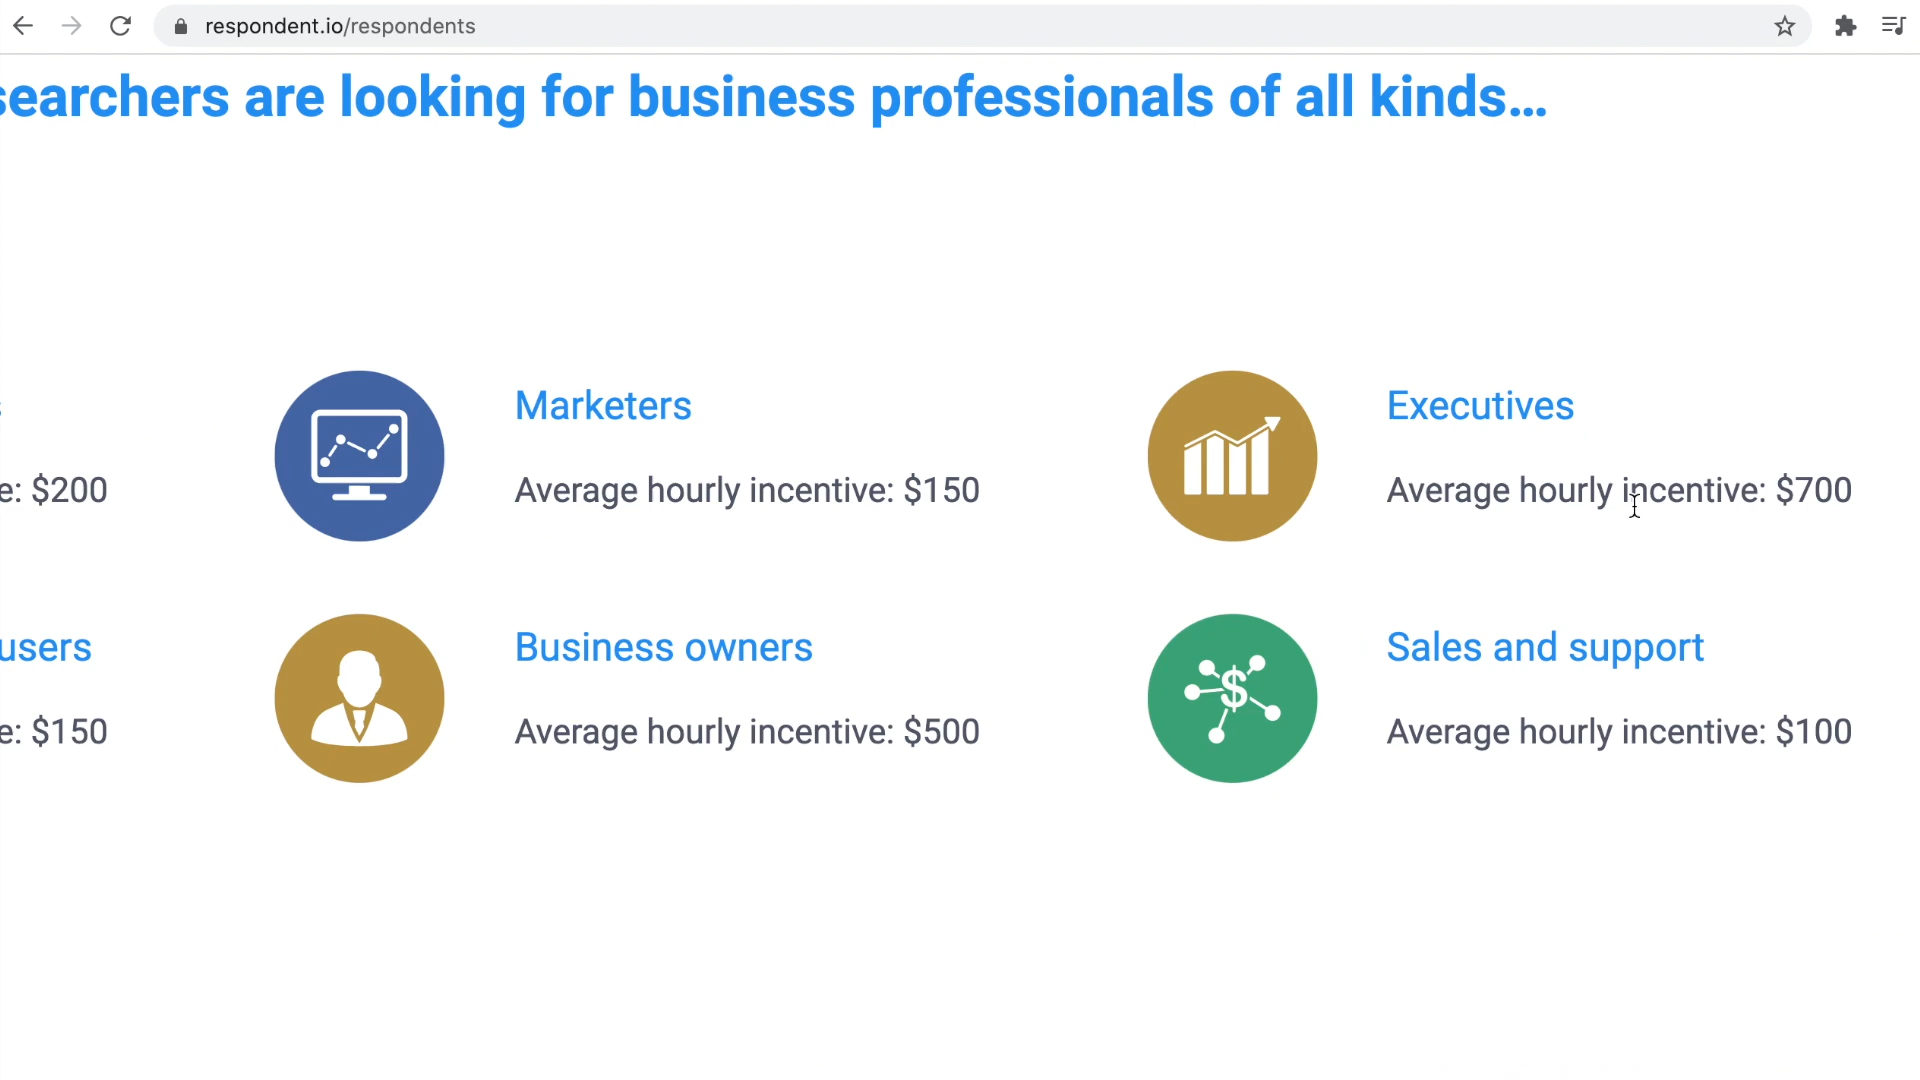 respondent.io/respondents
searchers are looking for business professionals of all kinds...
Marketers
Executives
e: $200
Average hourly incentive: $150
Average hourly incentive: $700
users
Business owners
Sales and support
e: $150
Average hourly incentive: $500
Average hourly incentive: $100